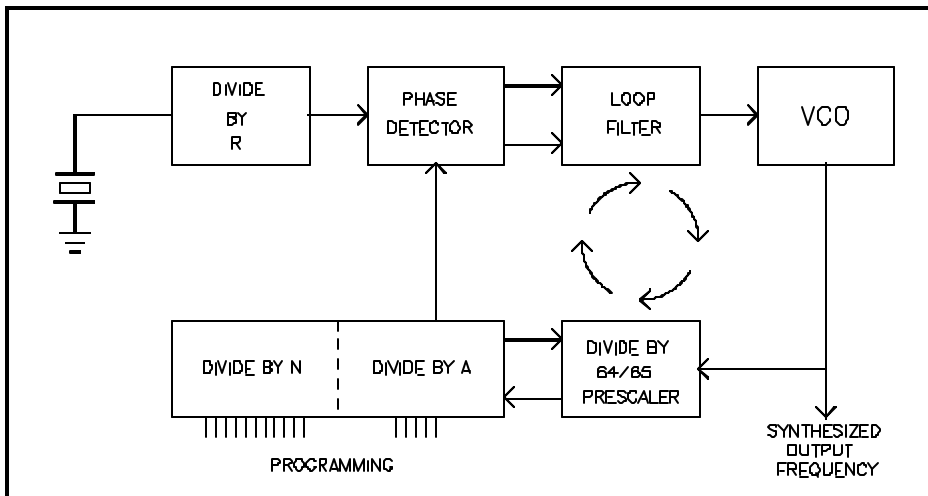 DIVIDE
BY
R
PHASE
DETECTOR
LOOP
FILTER
VCO
DIVIDE BY N
DIVIDE BY A
DIVIDE BY
64/65
PRESCALER
PROGRAMMING
SYNTHESIZED
OUTPUT
FREQUENCY